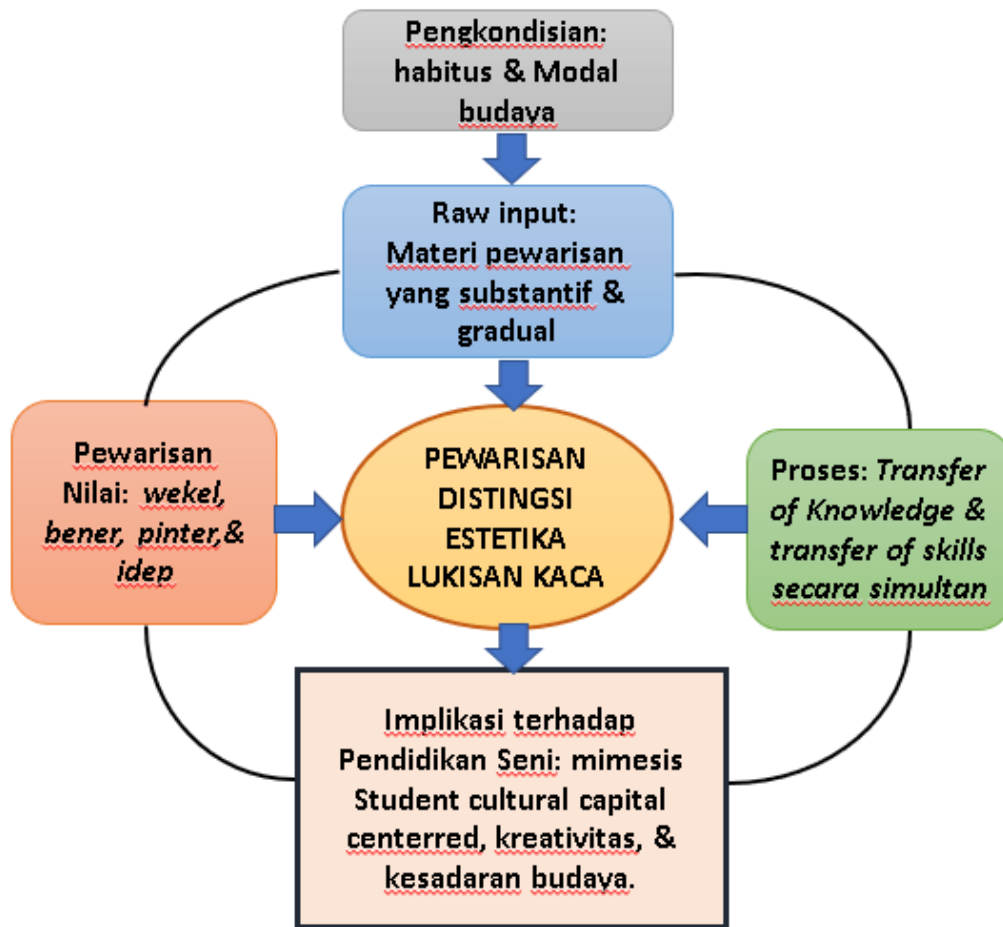 Pengkondisian:
habitus & Modal
budaya
Raw input:
Materi pewarisan
yang substantif &
gradual
Pewarisan
Nilai: wekel,
bener, pinter,&
idep
PEWARISAN
DISTINGSI
ESTETIKA
LUKISAN KACA
Proses: Transfer
of Knowledge &
transfer of skills
secara simultan
Implikasi terhadap
Pendidikan Seni: mimesis
Student cultural capital
centerred, kreativitas, &
kesadaran budaya.